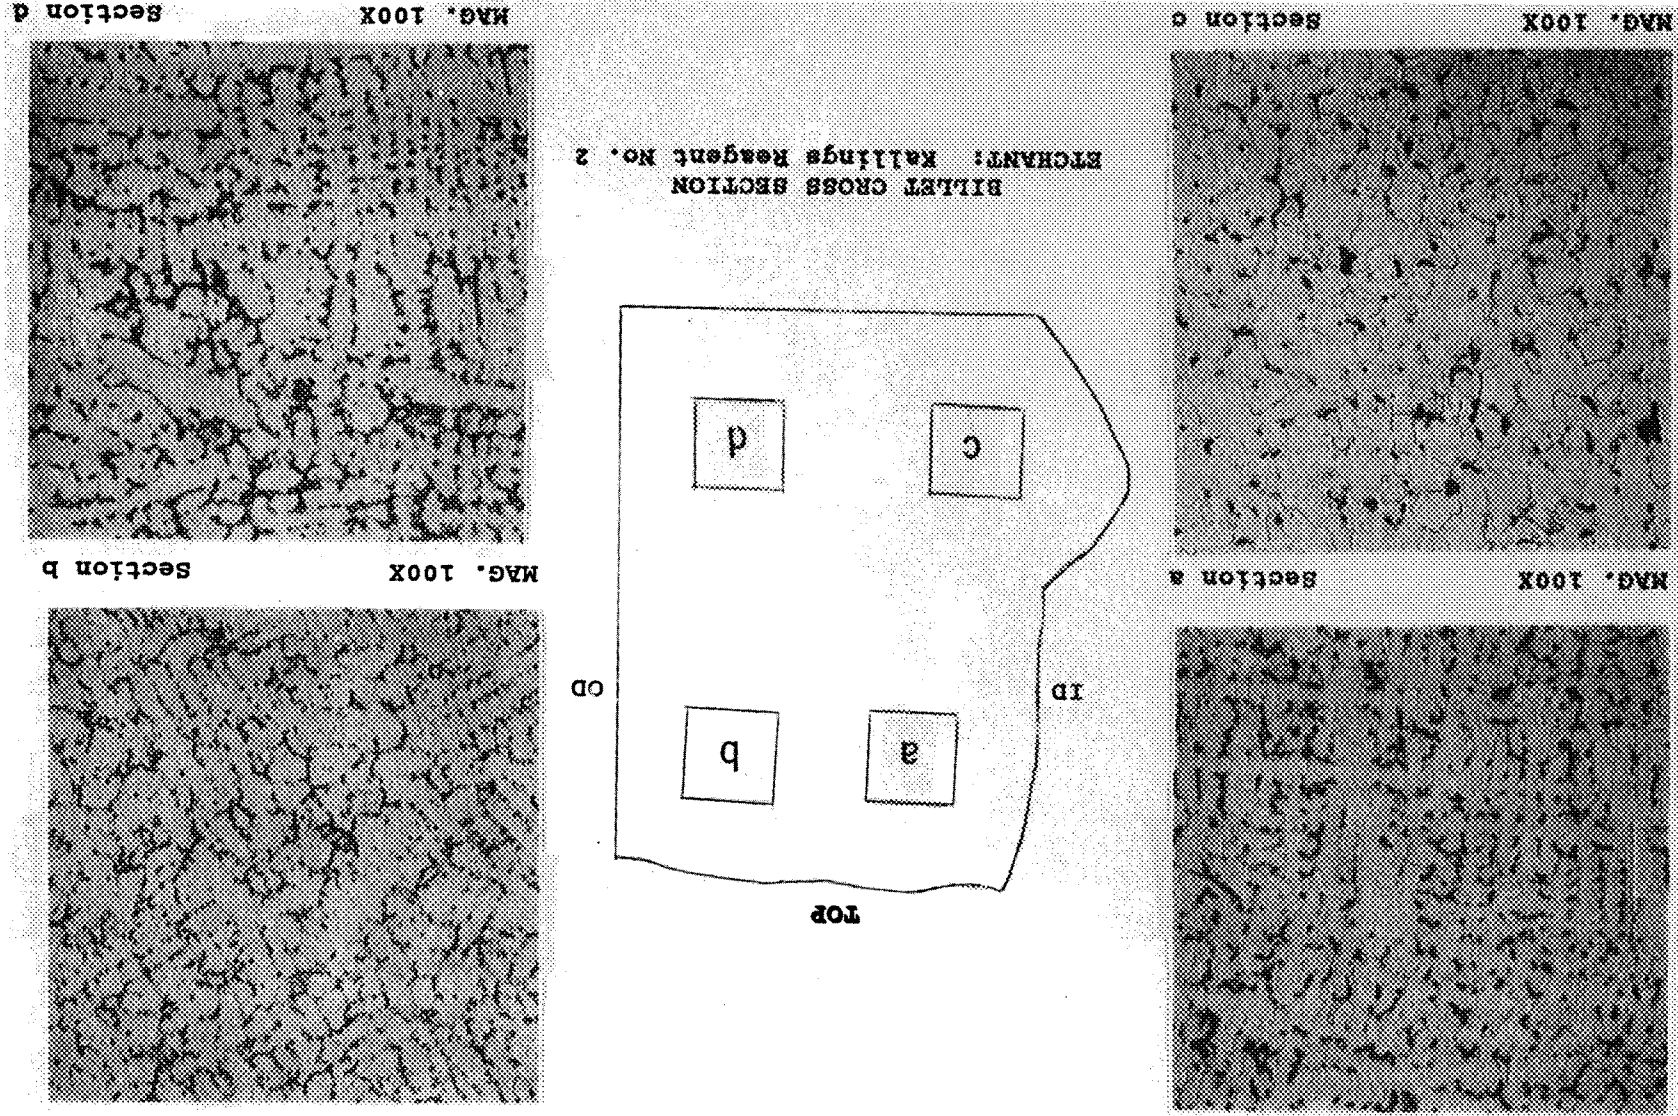 TOP
a
b
ID
OD
MAG. 100X Section a
MAG. 100X Section b
c
d
BILLET CROSS SECTION
ETCHANT: Kallings Reagent No. 2
MAG. 100X Section c
MAG. 100X Section d